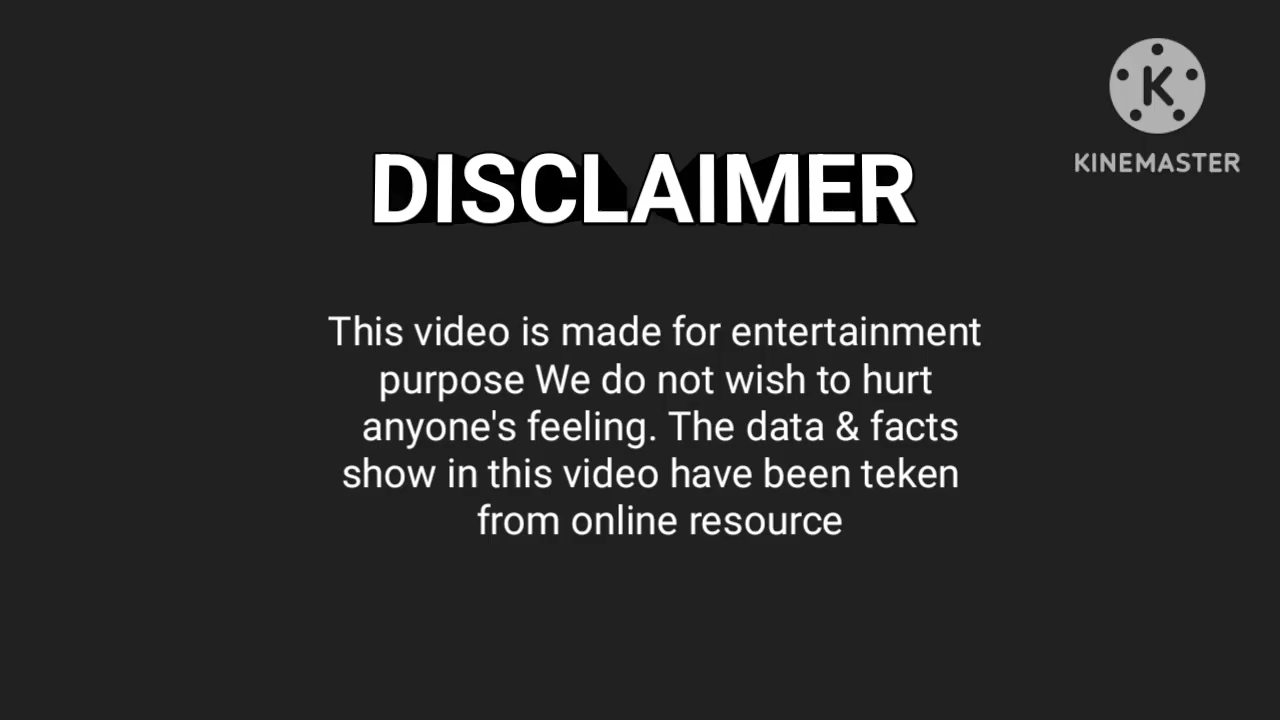 K
KINEMASTER
DISCLAIMER
This video is made for entertainment
purpose We do not wish to hurt
anyone's feeling. The data & facts
show in this video have been teken
from online resource